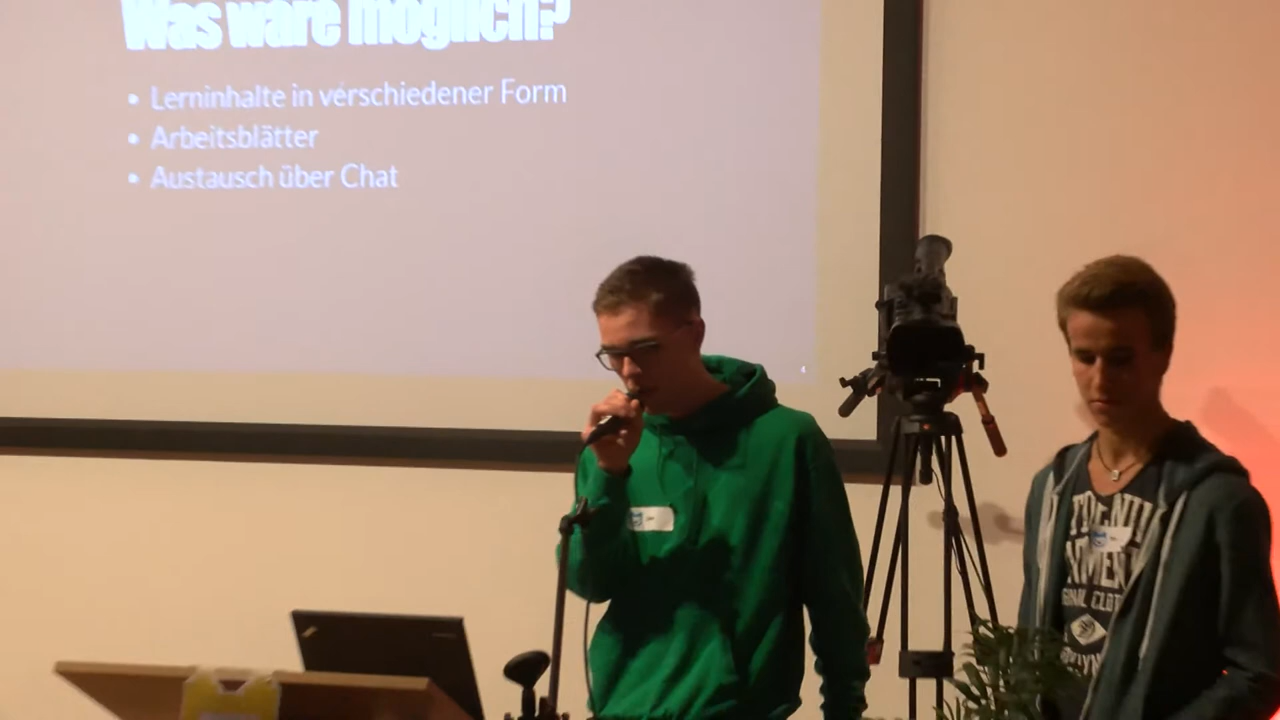 Was wäre möglich?
• Lerninhalte in verschiedener Form
• Arbeitsblätter
• Austausch über Chat